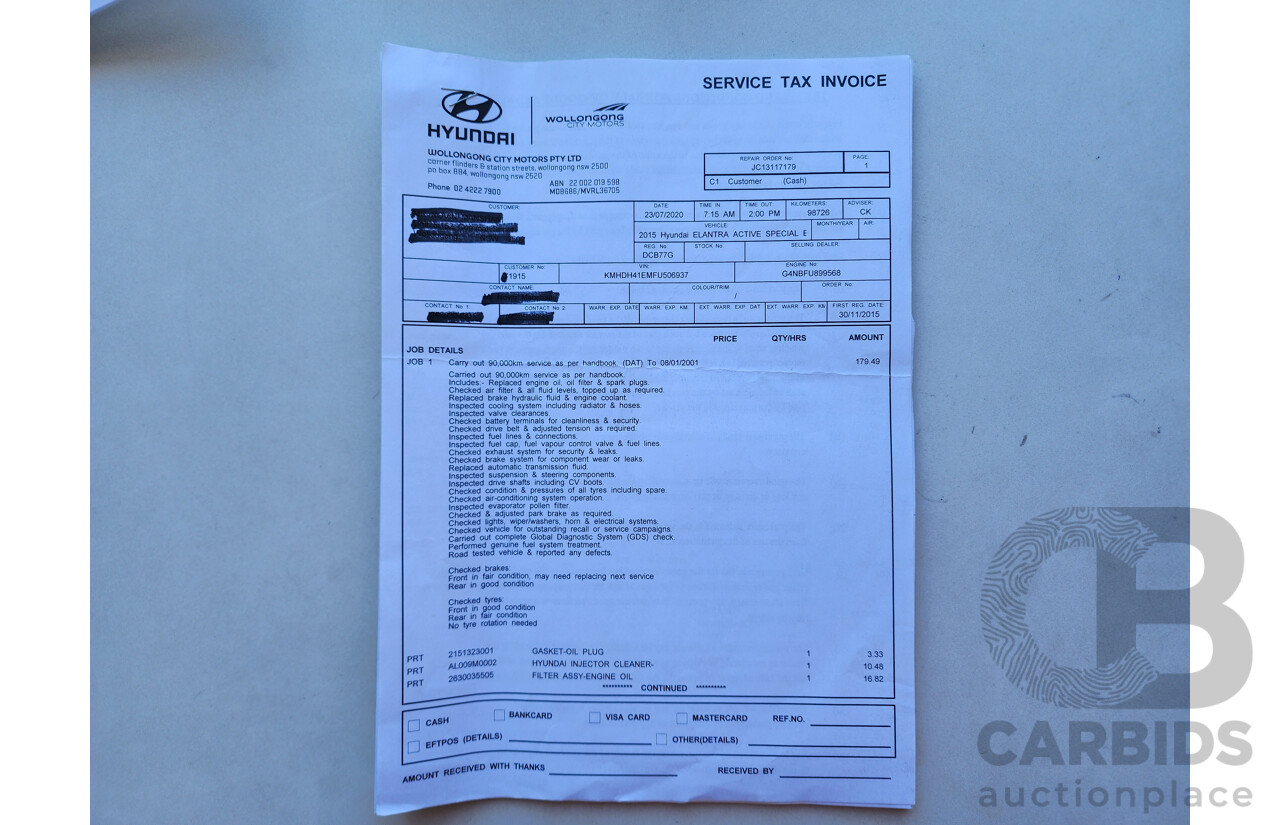 SERVICE TAX INVOICE
HYUNDAI
WOLLONGONG
CITY MOTORS
WOLLONGONG CITY MOTORS PTY LTD
corner flinders & station streets, wollongong nsw 2500
po box 884, wollongong nsw 2520
ABN 22 002 019 598
Phone 02 4222 7900
MD8686/MVRL36705
REPAIR ORDER No:
JC13117179
PAGE:
1
C1 Customer (Cash)
CUSTOMER:
DATE: TIME IN: TIME OUT: KILOMETERS: ADVISER:
23/07/2020 7:15 AM 2:00 PM 98726 CK
VEHICLE: MONTH/YEAR: AIR:
2015 Hyundai ELANTRA ACTIVE SPECIAL E
REG. No: STOCK No: SELLING DEALER:
DCB77G
CUSTOMER No: VIN: ENGINE No:
1915 KMHDH41EMFU506937 G4NBFU899568
CONTACT NAME: COLOUR/TRIM ORDER No:
/
CONTACT No 1: CONTACT No 2 WARR. EXP. DATE WARR. EXP. KM EXT. WARR. EXP. DAT EXT. WARR. EXP. KM FIRST REG. DATE:
30/11/2015
PRICE QTY/HRS AMOUNT
JOB DETAILS
JOB 1 Carry out 90,000km service as per handbook. (DAT) To 08/01/2001 179.49
Carried out 90,000km service as per handbook.
Includes:- Replaced engine oil, oil filter & spark plugs.
Checked air filter & all fluid levels, topped up as required.
Replaced brake hydraulic fluid & engine coolant.
Inspected cooling system including radiator & hoses.
Inspected valve clearances.
Checked battery terminals for cleanliness & security.
Checked drive belt & adjusted tension as required.
Inspected fuel lines & connections.
Inspected fuel cap, fuel vapour control valve & fuel lines.
Checked exhaust system for security & leaks.
Checked brake system for component wear or leaks.
Replaced automatic transmission fluid.
Inspected suspension & steering components.
Inspected drive shafts including CV boots.
Checked condition & pressures of all tyres including spare.
Checked air-conditioning system operation.
Inspected evaporator pollen filter.
Checked & adjusted park brake as required.
Checked lights, wiper/washers, horn & electrical systems.
Checked vehicle for outstanding recall or service campaigns.
Carried out complete Global Diagnostic System (GDS) check.
Performed genuine fuel system treatment.
Road tested vehicle & reported any defects.
Checked brakes:
Front in fair condition, may need replacing next service
Rear in good condition
Checked tyres:
Front in good condition
Rear in fair condition
No tyre rotation needed
PRT 2151323001 GASKET-OIL PLUG 1 3.33
PRT AL009M0002 HYUNDAI INJECTOR CLEANER- 1 10.48
PRT 2630035505 FILTER ASSY-ENGINE OIL 1 16.82
********** CONTINUED **********
CASH BANKCARD VISA CARD MASTERCARD REF.NO.
EFTPOS (DETAILS) OTHER(DETAILS)
AMOUNT RECEIVED WITH THANKS RECEIVED BY
CARBIDS
auctionplace